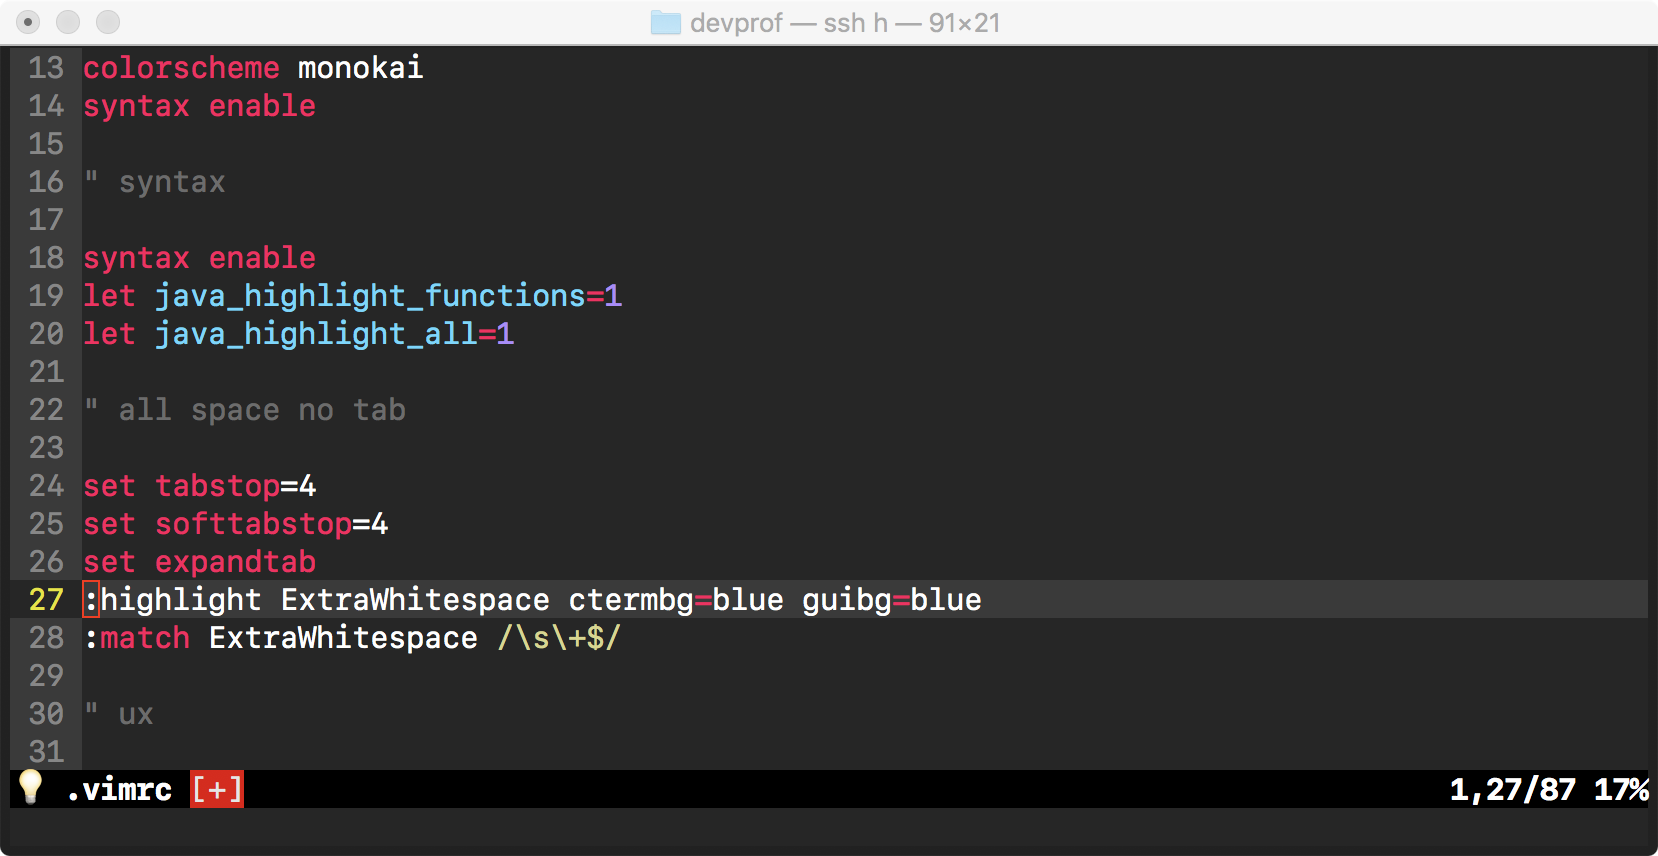 devprof — ssh h — 91×21
13 colorscheme monokai
14 syntax enable
15
16 " syntax
17
18 syntax enable
19 let java_highlight_functions=1
20 let java_highlight_all=1
21
22 " all space no tab
23
24 set tabstop=4
25 set softtabstop=4
26 set expandtab
27 :highlight ExtraWhitespace ctermbg=blue guibg=blue
28 :match ExtraWhitespace /\s\+$/
29
30 " ux
31
.vimrc [+] 1,27/87 17%